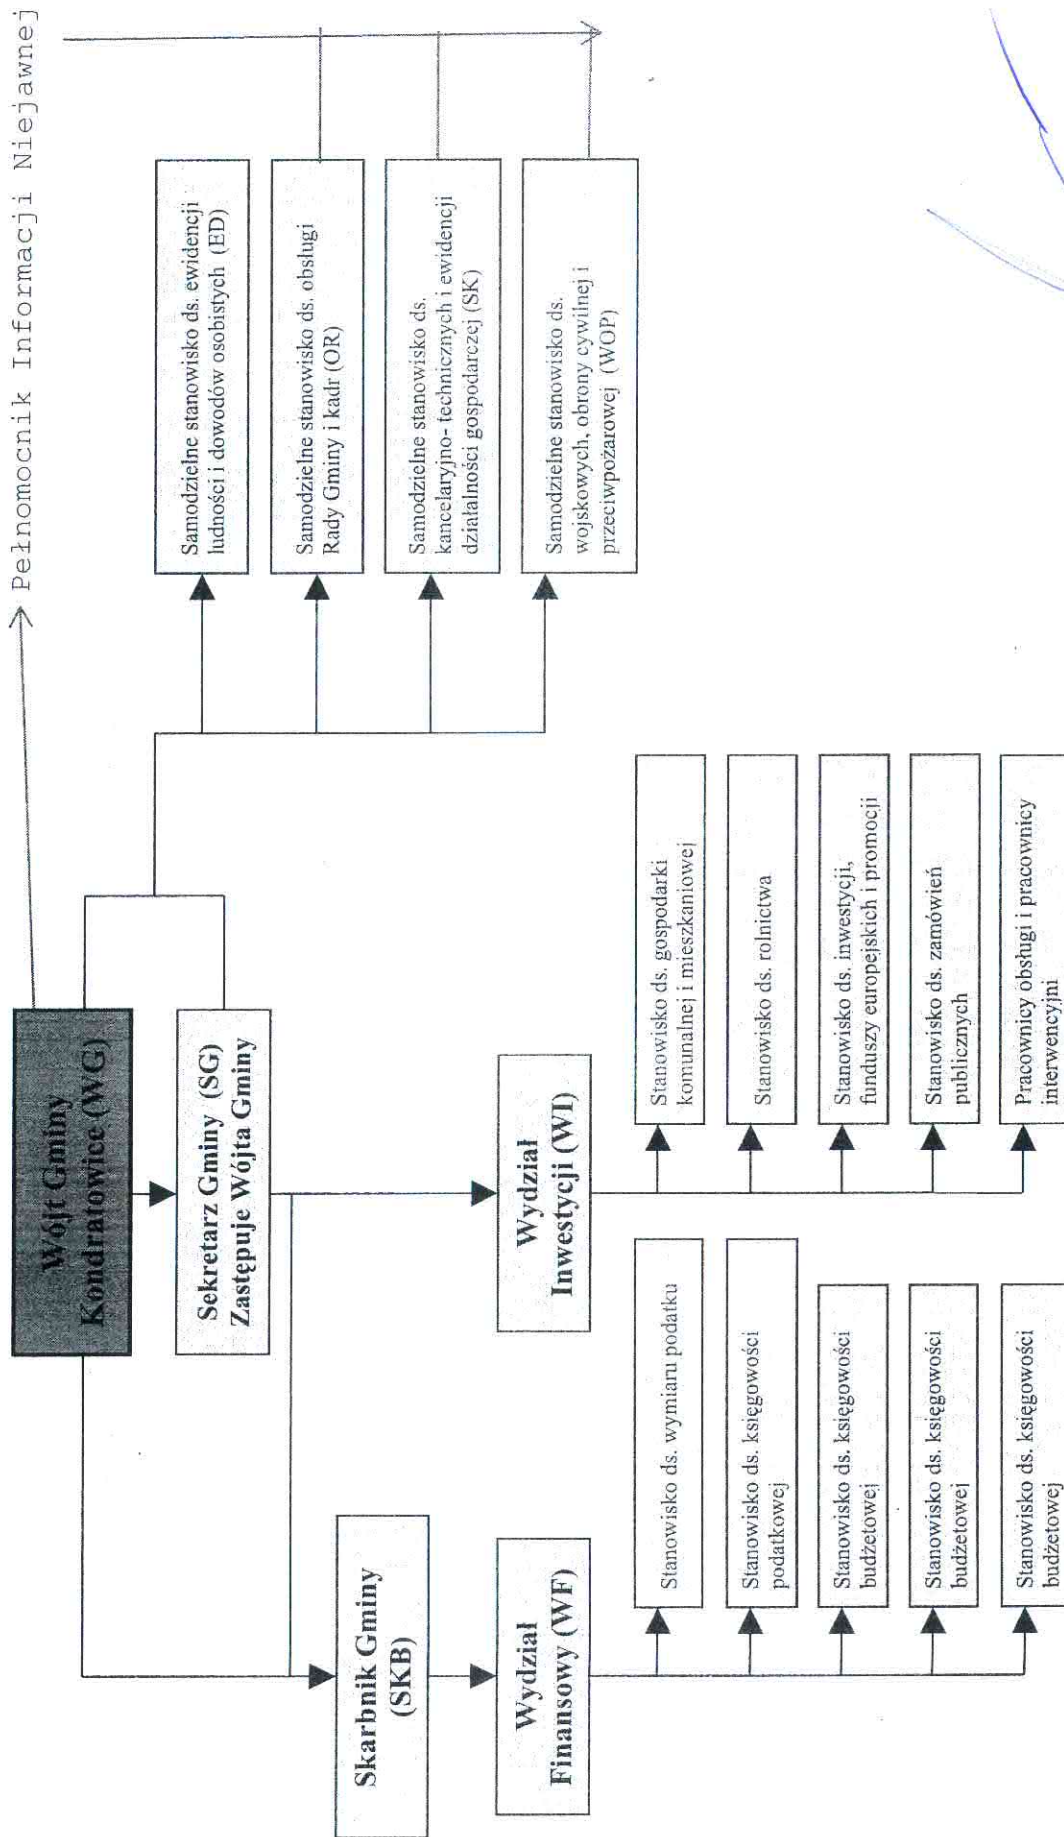 Pełnomocnik Informacji Niejawnej
Wójt Gminy
Kondratowice (WG)
Sekretarz Gminy (SG)
Zastępuje Wójta Gminy
Samodzielne stanowisko ds. ewidencji
ludności i dowodów osobistych (ED)
Samodzielne stanowisko ds. obsługi
Rady Gminy i kadr (OR)
Samodzielne stanowisko ds.
kancelaryjno- technicznych i ewidencji
działalności gospodarczej (SK)
Samodzielne stanowisko ds.
wojskowych, obrony cywilnej i
przeciwpożarowej (WOP)
Skarbnik Gminy
(SKB)
Wydział
Finansowy (WF)
Wydział
Inwestycji (WI)
Stanowisko ds. wymiaru podatku
Stanowisko ds. księgowości
podatkowej
Stanowisko ds. księgowości
budżetowej
Stanowisko ds. księgowości
budżetowej
Stanowisko ds. księgowości
budżetowej
Stanowisko ds. gospodarki
komunalnej i mieszkaniowej
Stanowisko ds. rolnictwa
Stanowisko ds. inwestycji,
funduszy europejskich i promocji
Stanowisko ds. zamówień
publicznych
Pracownicy obsługi i pracownicy
interwencyjni